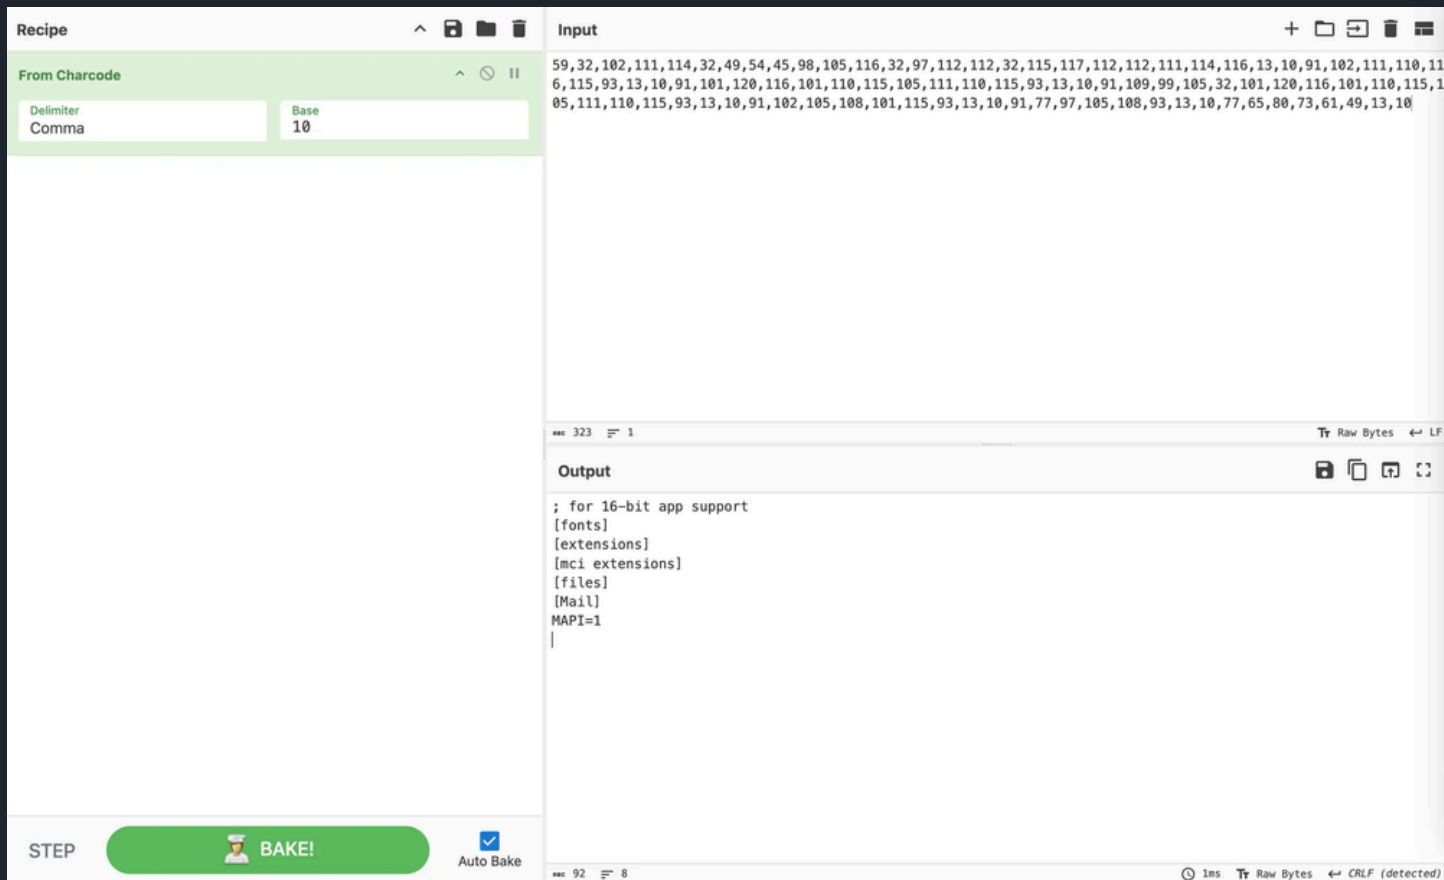 Recipe
From Charcode
Delimiter
Comma
Base
10
STEP
BAKE!
Auto Bake
Input
59,32,102,111,114,32,49,54,45,98,105,116,32,97,112,112,32,115,117,112,112,111,114,116,13,10,91,102,111,110,11
6,115,93,13,10,91,101,120,116,101,110,115,105,111,110,115,93,13,10,91,109,99,105,32,101,120,116,101,110,115,1
05,111,110,115,93,13,10,91,102,105,108,101,115,93,13,10,91,77,97,105,108,93,13,10,77,65,80,73,61,49,13,10
323
1
Raw Bytes
LF
Output
; for 16-bit app support
[fonts]
[extensions]
[mci extensions]
[files]
[Mail]
MAPI=1
92
8
1ms
Raw Bytes
CRLF (detected)